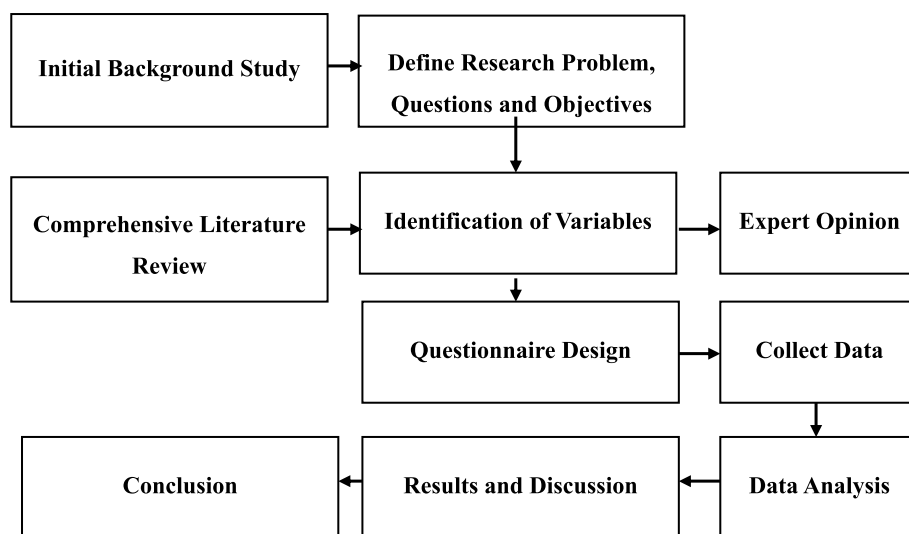 Initial Background Study
Define Research Problem,
Questions and Objectives
Comprehensive Literature
Review
Identification of Variables
Expert Opinion
Questionnaire Design
Collect Data
Conclusion
Results and Discussion
Data Analysis